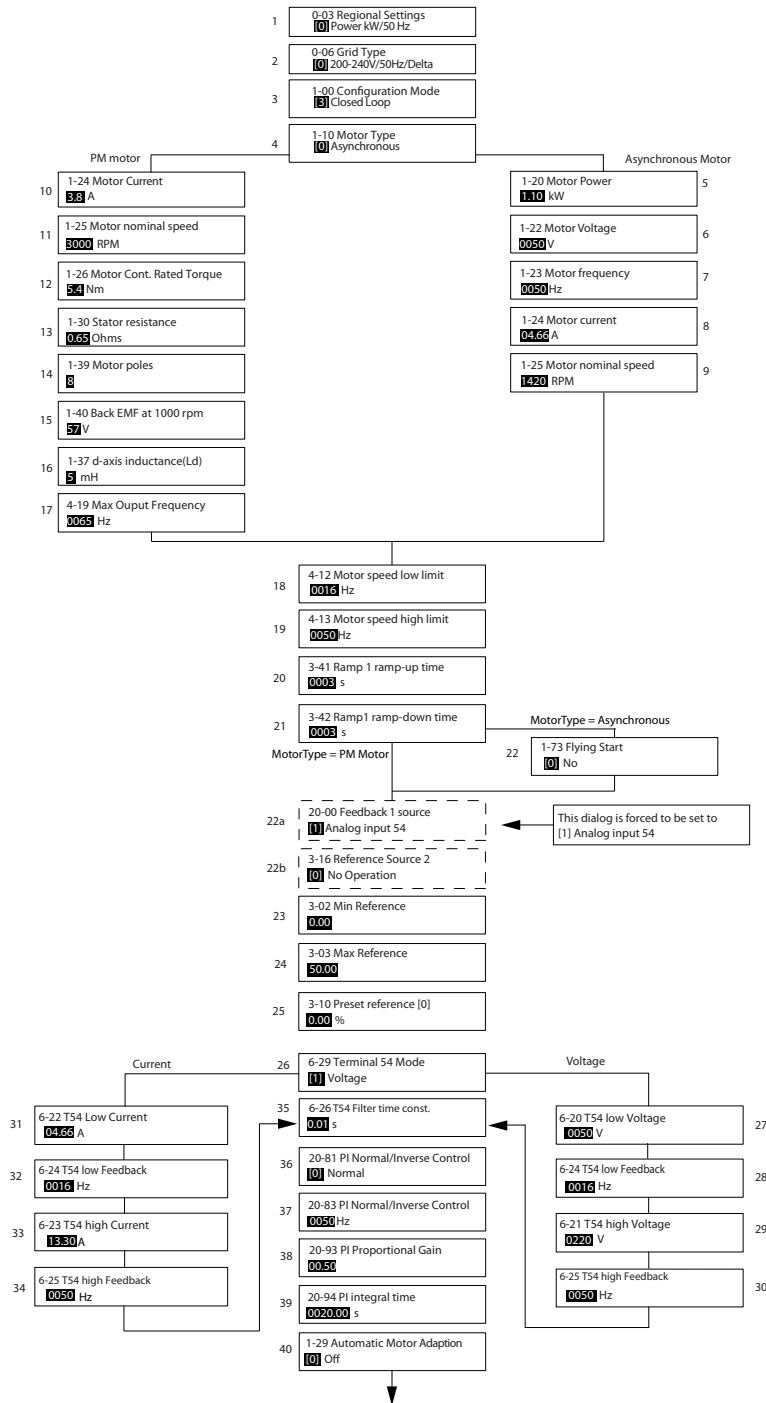 1
0-03 Regional Settings
[0] Power kW/50 Hz
2
0-06 Grid Type
[0] 200-240V/50Hz/Delta
3
1-00 Configuration Mode
[3] Closed Loop
4
1-10 Motor Type
[0] Asynchronous
PM motor
Asynchronous Motor
10
1-24 Motor Current
3.8 A
11
1-25 Motor nominal speed
3000 RPM
12
1-26 Motor Cont. Rated Torque
5.4 Nm
13
1-30 Stator resistance
0.65 Ohms
14
1-39 Motor poles
8
15
1-40 Back EMF at 1000 rpm
57 V
16
1-37 d-axis inductance(Ld)
5 mH
17
4-19 Max Ouput Frequency
0065 Hz
1-20 Motor Power
1.10 kW
5
1-22 Motor Voltage
0050 V
6
1-23 Motor frequency
0050 Hz
7
1-24 Motor current
04.66 A
8
1-25 Motor nominal speed
1420 RPM
9
18
4-12 Motor speed low limit
0016 Hz
19
4-13 Motor speed high limit
0050 Hz
20
3-41 Ramp 1 ramp-up time
0003 s
21
3-42 Ramp1 ramp-down time
0003 s
MotorType = Asynchronous
MotorType = PM Motor
22
1-73 Flying Start
[0] No
22a
20-00 Feedback 1 source
[1] Analog input 54
This dialog is forced to be set to
[1] Analog input 54
22b
3-16 Reference Source 2
[0] No Operation
23
3-02 Min Reference
0.00
24
3-03 Max Reference
50.00
25
3-10 Preset reference [0]
0.00 %
Current
26
6-29 Terminal 54 Mode
[1] Voltage
Voltage
31
6-22 T54 Low Current
04.66 A
32
6-24 T54 low Feedback
0016 Hz
33
6-23 T54 high Current
13.30 A
34
6-25 T54 high Feedback
0050 Hz
35
6-26 T54 Filter time const.
0.01 s
36
20-81 PI Normal/Inverse Control
[0] Normal
37
20-83 PI Normal/Inverse Control
0050 Hz
38
20-93 PI Proportional Gain
00.50
39
20-94 PI integral time
0020.00 s
40
1-29 Automatic Motor Adaption
[0] Off
6-20 T54 low Voltage
0050 V
27
6-24 T54 low Feedback
0016 Hz
28
6-21 T54 high Voltage
0220 V
29
6-25 T54 high Feedback
0050 Hz
30